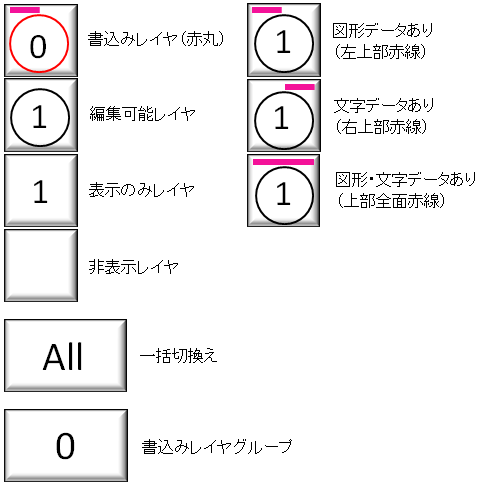 0
書込みレイヤ(赤丸)
1
編集可能レイヤ
1
表示のみレイヤ
非表示レイヤ
1
図形データあり
(左上部赤線)
1
文字データあり
(右上部赤線)
1
図形・文字データあり
(上部全面赤線)
All
一括切換え
0
書込みレイヤグループ